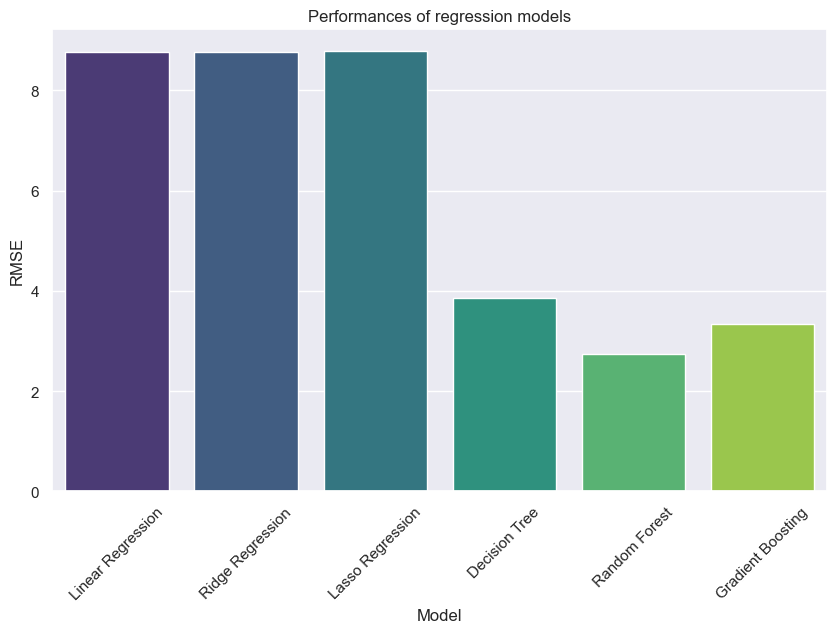 Performances of regression models
RMSE
8
6
4
2
0
Linear Regression
Ridge Regression
Lasso Regression
Decision Tree
Random Forest
Gradient Boosting
Model